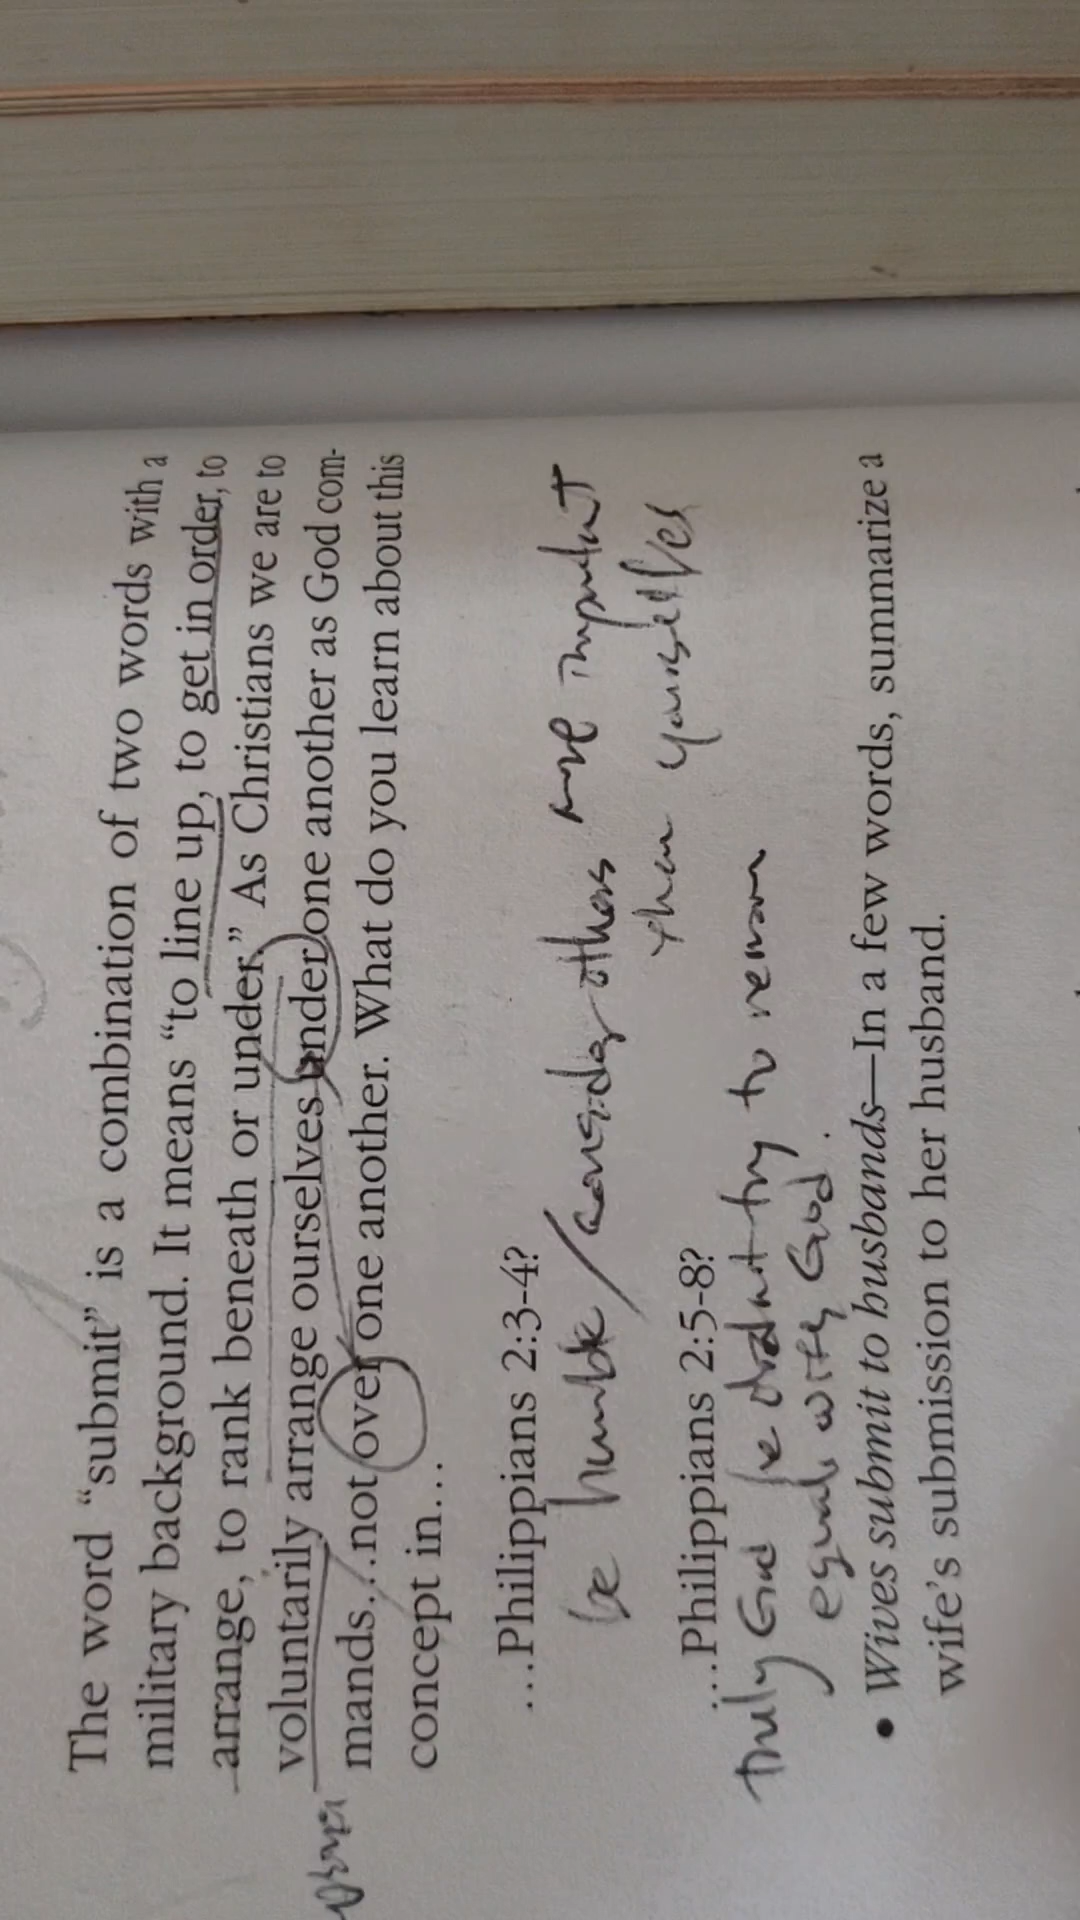 The word “submit” is a combination of two words with a
military background. It means “to line up, to get in order, to
arrange, to rank beneath or under.” As Christians we are to
voluntarily arrange ourselves under one another as God com-
mands…not over one another. What do you learn about this
concept in…
…Philippians 2:3-4?
be humble/consider others more important
than yourselves
…Philippians 2:5-8?
truly God he did not try to remain
equal with God.
• Wives submit to husbands—In a few words, summarize a
wife’s submission to her husband.